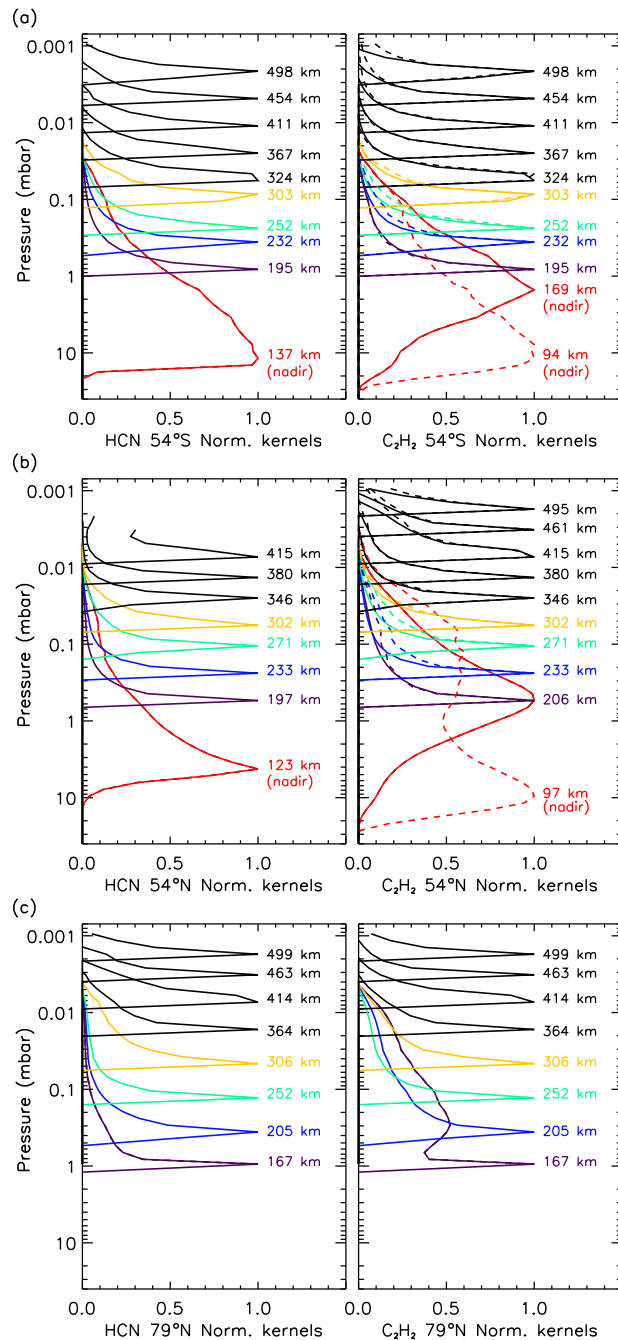 (a)
0.001
0.01
0.1
1
10
Pressure (mbar)
498 km
454 km
411 km
367 km
324 km
303 km
252 km
232 km
195 km
137 km
(nadir)
0.0 0.5 1.0
HCN 54°S Norm. kernels
498 km
454 km
411 km
367 km
324 km
303 km
252 km
232 km
195 km
169 km
(nadir)
94 km
(nadir)
0.0 0.5 1.0
C₂H₂ 54°S Norm. kernels
(b)
0.001
0.01
0.1
1
10
Pressure (mbar)
415 km
380 km
346 km
302 km
271 km
233 km
197 km
123 km
(nadir)
0.0 0.5 1.0
HCN 54°N Norm. kernels
495 km
461 km
415 km
380 km
346 km
302 km
271 km
233 km
206 km
97 km
(nadir)
0.0 0.5 1.0
C₂H₂ 54°N Norm. kernels
(c)
0.001
0.01
0.1
1
10
Pressure (mbar)
499 km
463 km
414 km
364 km
306 km
252 km
205 km
167 km
0.0 0.5 1.0
HCN 79°N Norm. kernels
499 km
463 km
414 km
364 km
306 km
252 km
205 km
167 km
0.0 0.5 1.0
C₂H₂ 79°N Norm. kernels